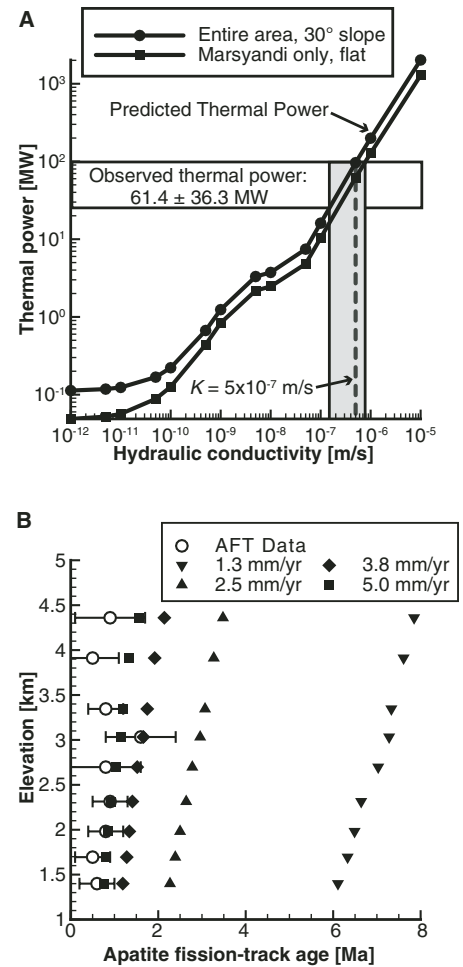 A
Entire area, 30° slope
Marsyandi only, flat
Predicted Thermal Power
Observed thermal power:
61.4 ± 36.3 MW
K = 5x10⁻⁷ m/s
Thermal power [MW]
10³
10²
10¹
10⁰
10⁻¹
10⁻¹² 10⁻¹¹ 10⁻¹⁰ 10⁻⁹ 10⁻⁸ 10⁻⁷ 10⁻⁶ 10⁻⁵
Hydraulic conductivity [m/s]
B
AFT Data
1.3 mm/yr 3.8 mm/yr
2.5 mm/yr 5.0 mm/yr
Elevation [km]
5
4.5
4
3.5
3
2.5
2
1.5
1
0 2 4 6 8
Apatite fission-track age [Ma]